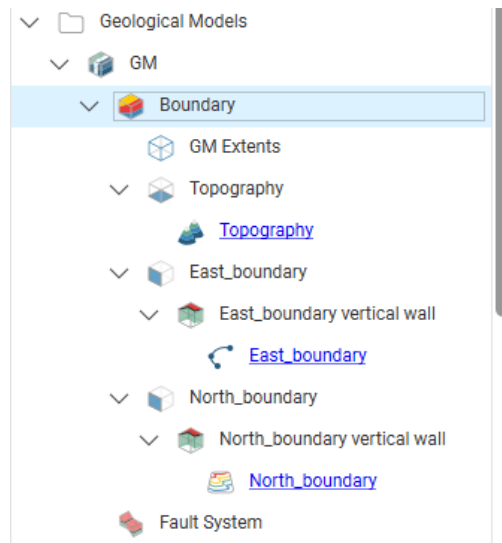 Geological Models
GM
Boundary
GM Extents
Topography
Topography
East_boundary
East_boundary vertical wall
East_boundary
North_boundary
North_boundary vertical wall
North_boundary
Fault System